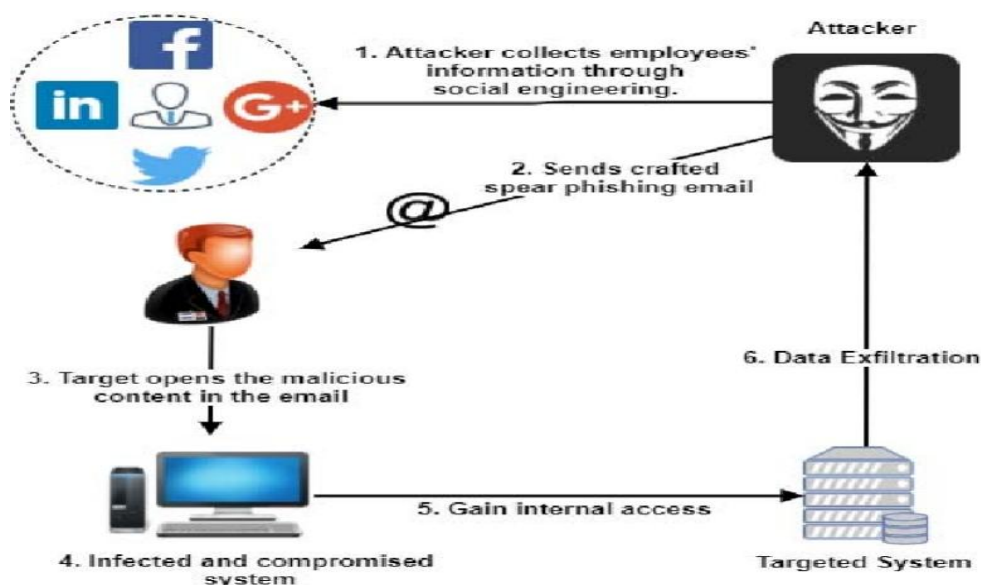 Attacker
1. Attacker collects employees'
information through
social engineering.
f
in
G+
2. Sends crafted
spear phishing email
@
3. Target opens the malicious
content in the email
6. Data Exfiltration
5. Gain internal access
4. Infected and compromised
system
Targeted System